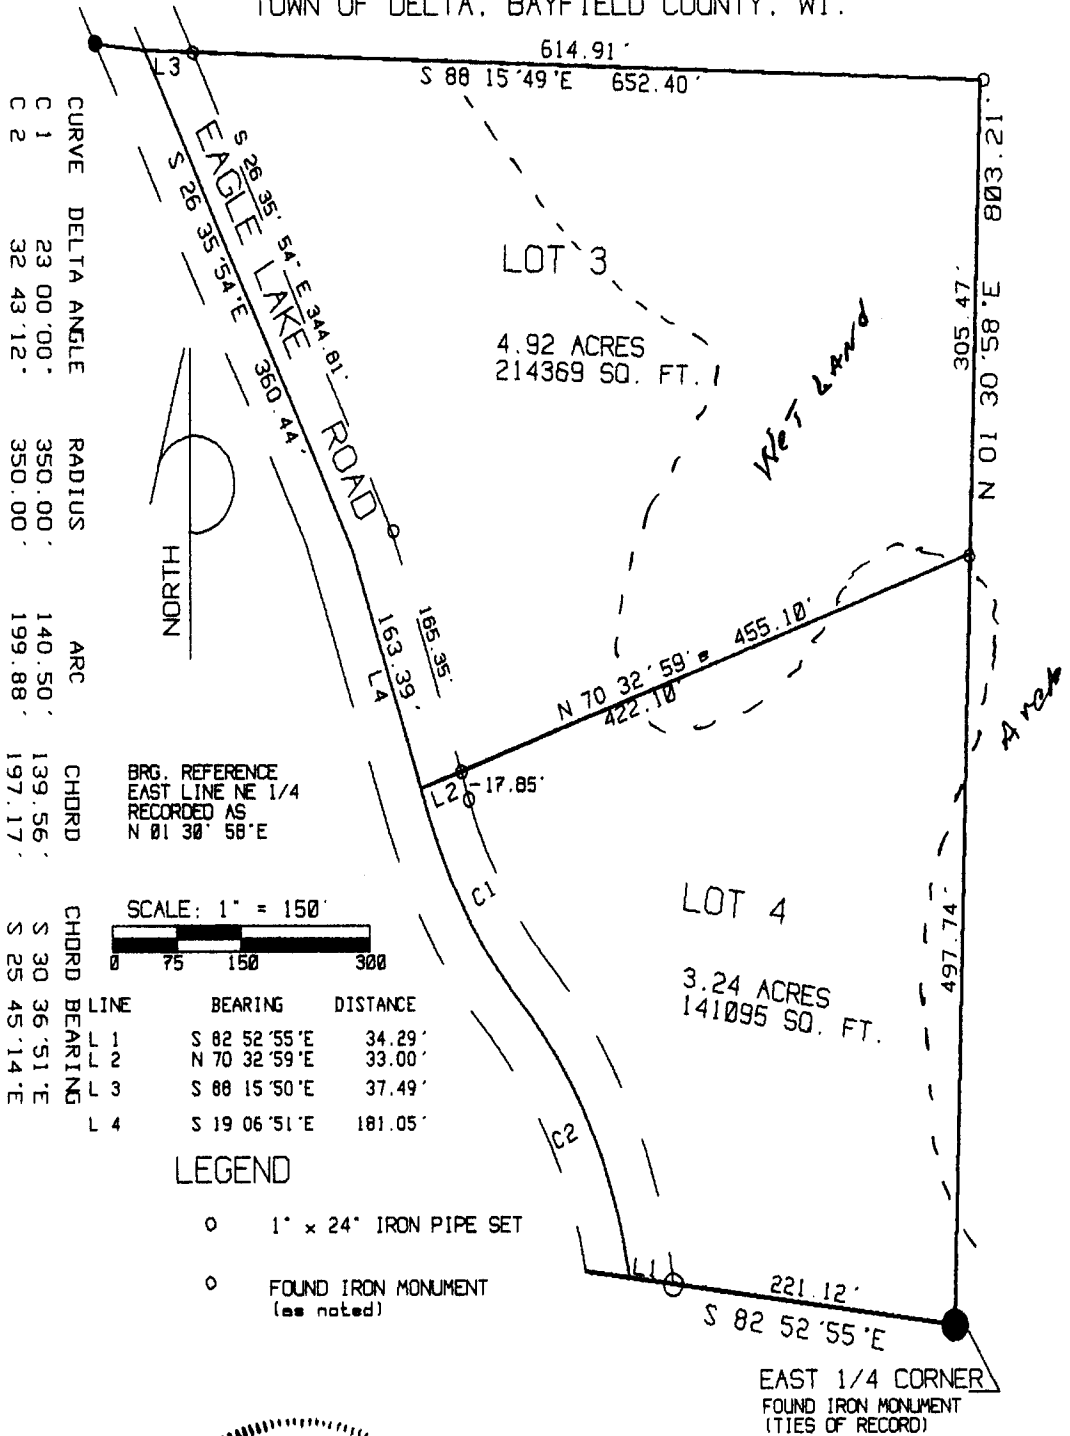 TOWN OF DELTA, BAYFIELD COUNTY, WI.
614.91'
S 88 15'49"E 652.40'
L3
803.21'
N 01 30'58"E
305.47'
S 26 35' 54" E 344.81'
EAGLE LAKE ROAD
S 26 35'54"E
360.44'
LOT 3
4.92 ACRES
214369 SQ. FT.
WeT LANd
NORTH
165.35'
163.39'
L4
N 70 32'59"E 455.10'
422.10'
L2
17.85'
BRG. REFERENCE
EAST LINE NE 1/4
RECORDED AS
N 01 30' 58"E
CURVE DELTA ANGLE RADIUS ARC CHORD CHORD BEARING
C 1 23 00'00" 350.00' 140.50' 139.56' S 30 36'51"E
C 2 32 43'12" 350.00' 199.88' 197.17' S 25 45'14"E
C1
LOT 4
3.24 ACRES
141095 SQ. FT.
497.74'
SCALE: 1" = 150'
0 75 150 300
LINE BEARING DISTANCE
L 1 S 82 52'55"E 34.29'
L 2 N 70 32'59"E 33.00'
L 3 S 88 15'50"E 37.49'
L 4 S 19 06'51"E 181.05'
C2
LEGEND
1" x 24" IRON PIPE SET
FOUND IRON MONUMENT
(as noted)
L1
221.12'
S 82 52'55"E
EAST 1/4 CORNER
FOUND IRON MONUMENT
(TIES OF RECORD)